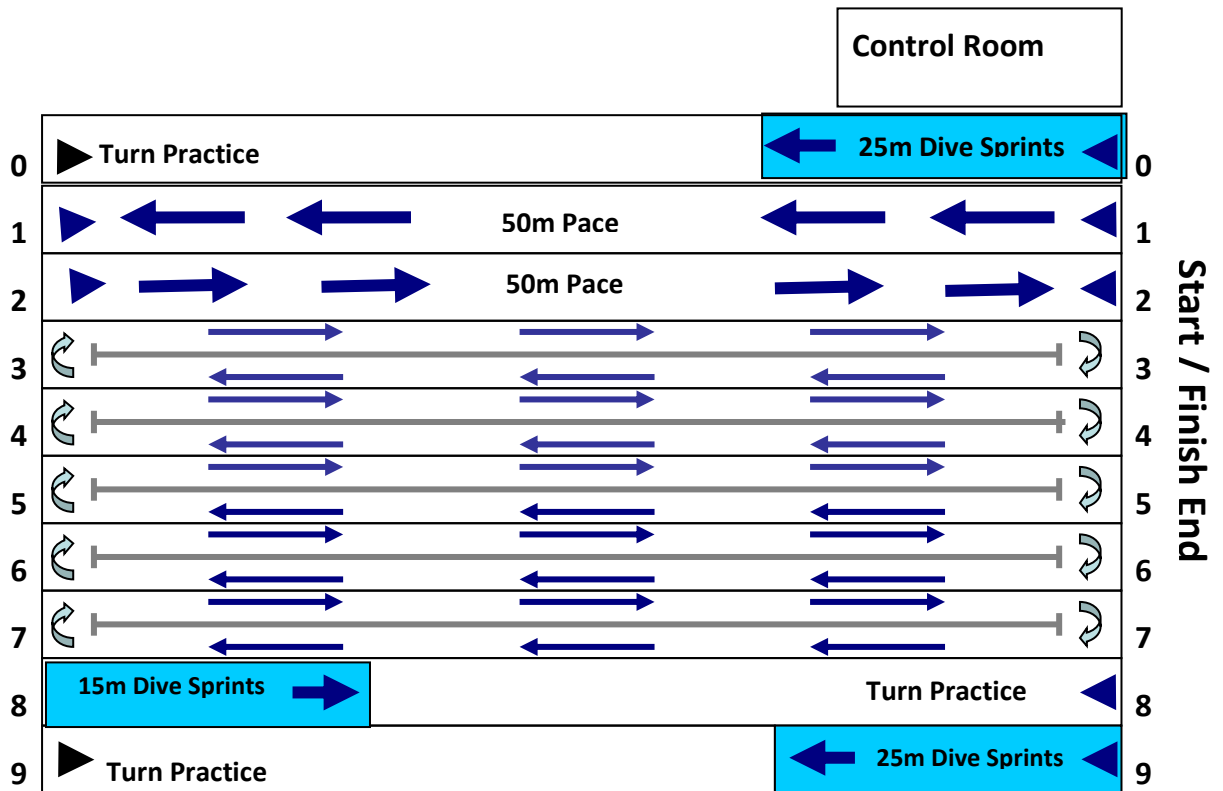 Control Room
0 Turn Practice 25m Dive Sprints 0
1 50m Pace 1
2 50m Pace 2
3 3
4 4
5 5
6 6
7 7
8 15m Dive Sprints Turn Practice 8
9 Turn Practice 25m Dive Sprints 9
Start / Finish End